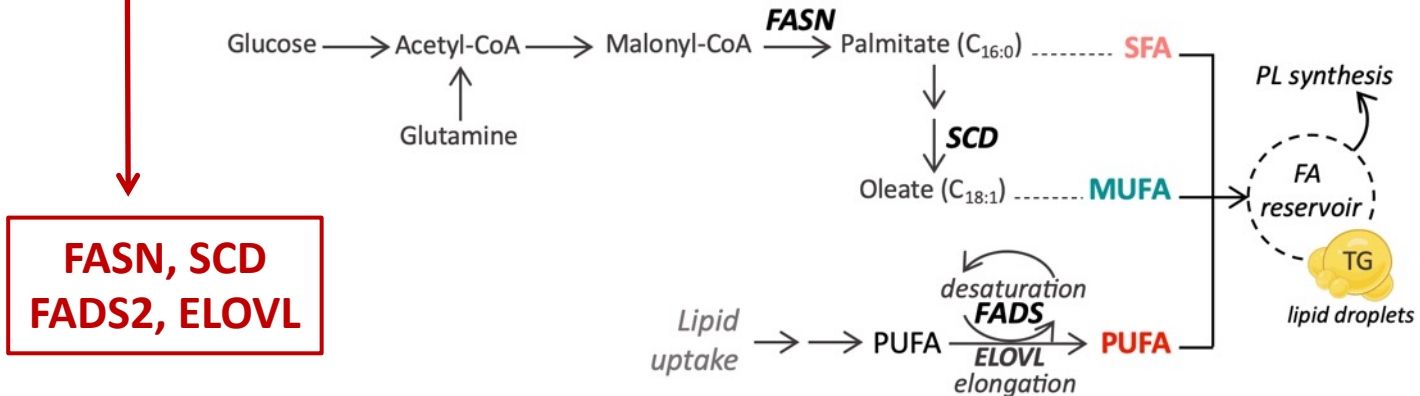 FASN
Glucose Acetyl-CoA Malonyl-CoA Palmitate (C16:0) SFA
PL synthesis
Glutamine
SCD
Oleate (C18:1) MUFA
FA
reservoir
FASN, SCD
FADS2, ELOVL
TG
lipid droplets
desaturation
FADS
Lipid
uptake
PUFA
ELOVL
elongation
PUFA